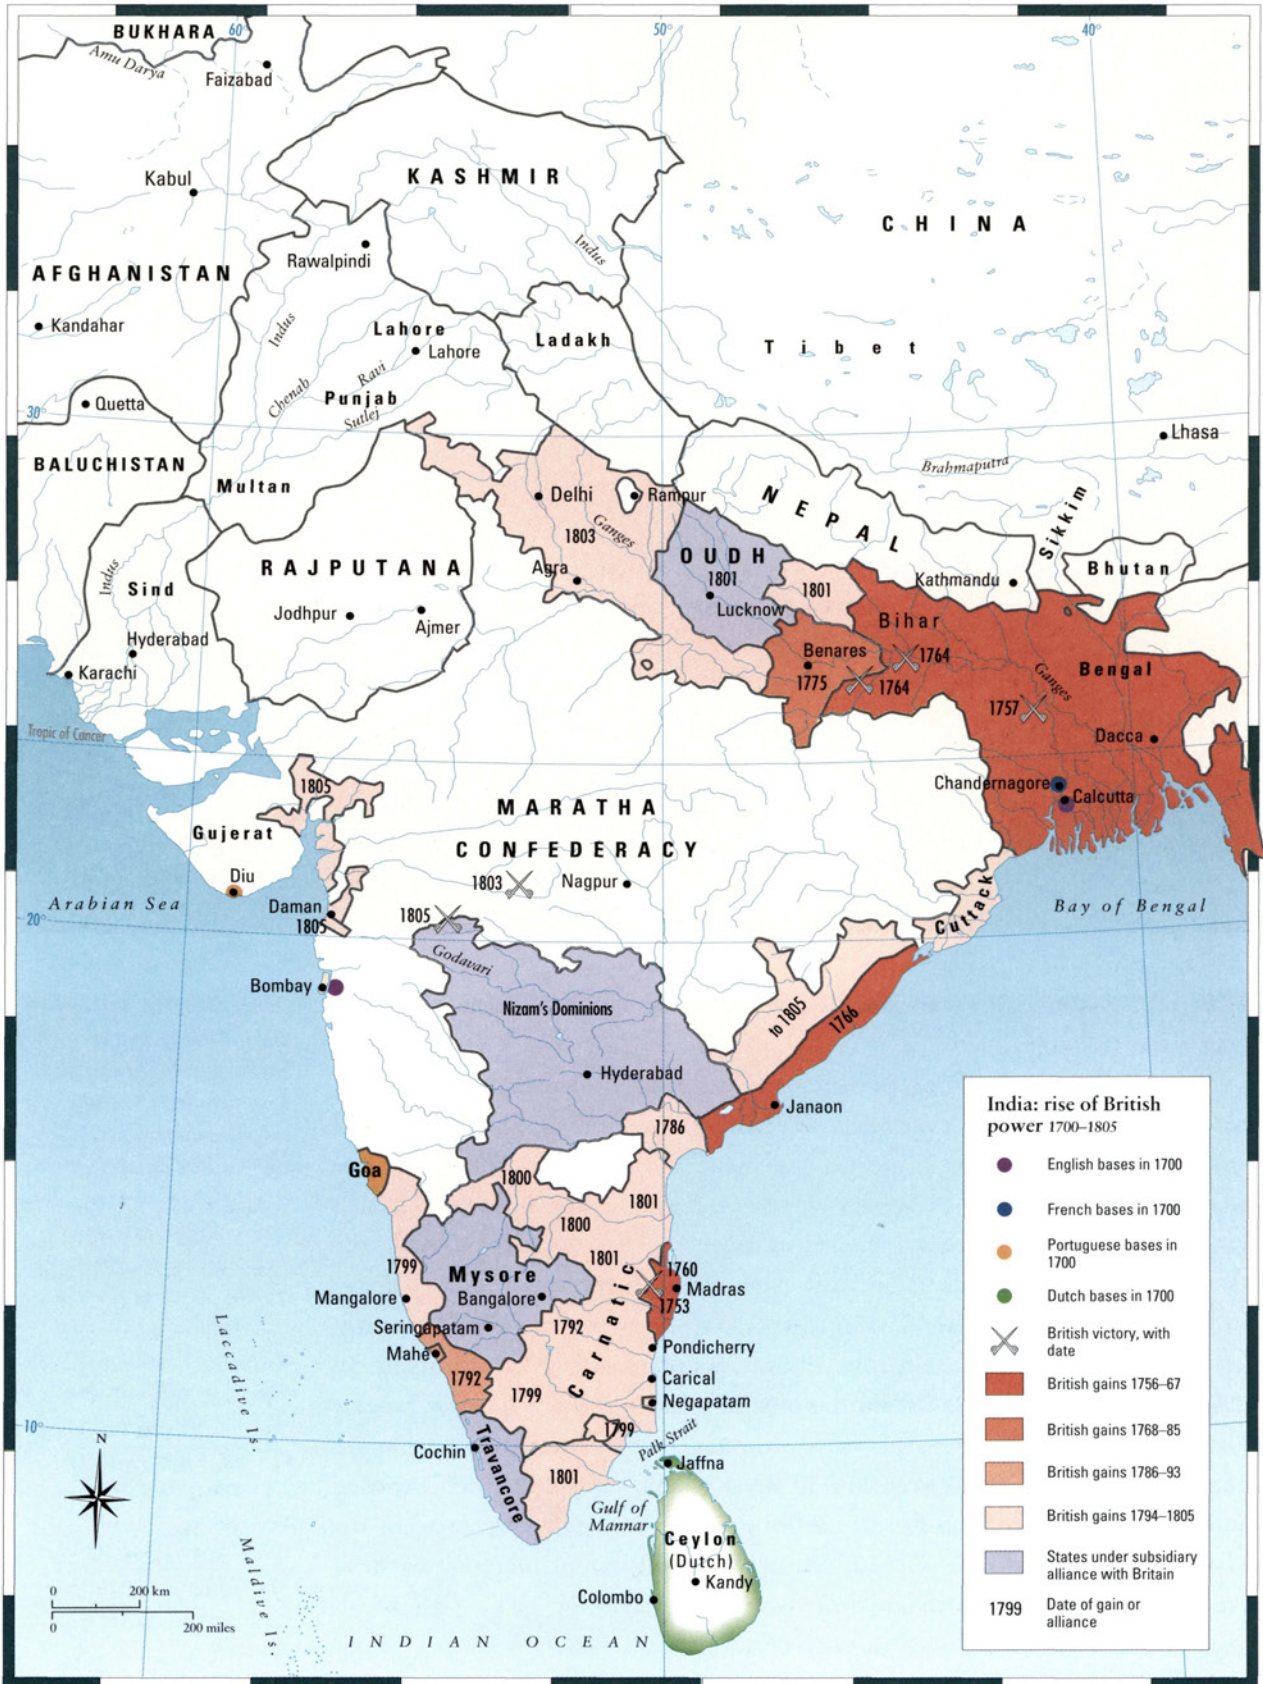 60°
50°
40°
BUKHARA
Amu Darya
Faizabad
Kabul
KASHMIR
CHINA
Indus
Rawalpindi
AFGHANISTAN
Kandahar
Indus
Lahore
Lahore
Ladakh
Tibet
Chenab
Ravi
Punjab
Sutlej
Quetta
30°
Lhasa
BALUCHISTAN
Multan
Brahmaputra
Delhi
Rampur
NEPAL
Sikkim
Ganges
1803
OUDH
1801
Lucknow
1801
Agra
Kathmandu
Bhutan
Indus
Sind
RAJPUTANA
Jodhpur
Ajmer
Hyderabad
Karachi
Bihar
1764
Benares
1775
1764
Ganges
Bengal
1757
Dacca
Tropic of Cancer
Chandernagore
Calcutta
1805
Gujerat
MARATHA
CONFEDERACY
1803
Nagpur
Diu
Arabian Sea
Daman
1805
1805
20°
Cuttack
Bay of Bengal
Godavari
Bombay
Nizam's Dominions
to 1805
1766
Hyderabad
Janaon
1786
Goa
1800
1801
1800
1801
1799
Mysore
Bangalore
1760
Madras
1753
Mangalore
Seringapatam
1792
Carnatic
Mahé
Pondicherry
1792
1799
Carical
Negapatam
1799
Palk Strait
10°
Cochin
Travancore
1801
Jaffna
Gulf of
Mannar
Ceylon
(Dutch)
Kandy
Colombo
Laccadive Is.
Maldive Is.
INDIAN OCEAN
N
0
200 km
0
200 miles
India: rise of British
power 1700–1805
English bases in 1700
French bases in 1700
Portuguese bases in
1700
Dutch bases in 1700
British victory, with
date
British gains 1756–67
British gains 1768–85
British gains 1786–93
British gains 1794–1805
States under subsidiary
alliance with Britain
1799
Date of gain or
alliance